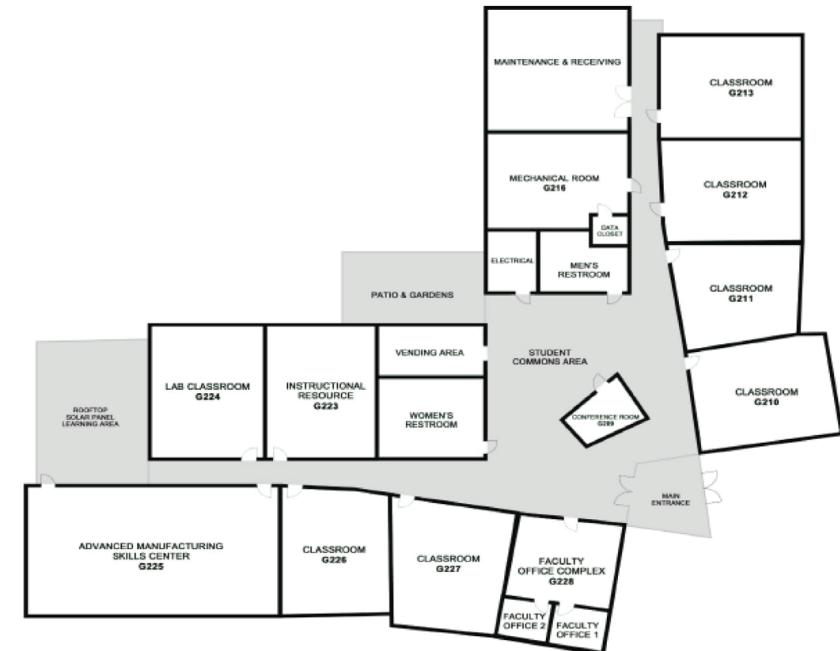 MAINTENANCE & RECEIVING
CLASSROOM
G213
MECHANICAL ROOM
G216
CLASSROOM
G212
DATA
CLOSET
ELECTRICAL
MEN'S
RESTROOM
CLASSROOM
G211
PATIO & GARDENS
VENDING AREA
STUDENT
COMMONS AREA
LAB CLASSROOM
G224
INSTRUCTIONAL
RESOURCE
G223
CLASSROOM
G210
ROOFTOP
SOLAR PANEL
LEARNING AREA
WOMEN'S
RESTROOM
CONFERENCE ROOM
G209
MAIN
ENTRANCE
ADVANCED MANUFACTURING
SKILLS CENTER
G225
CLASSROOM
G226
CLASSROOM
G227
FACULTY
OFFICE COMPLEX
G228
FACULTY
OFFICE 2
FACULTY
OFFICE 1